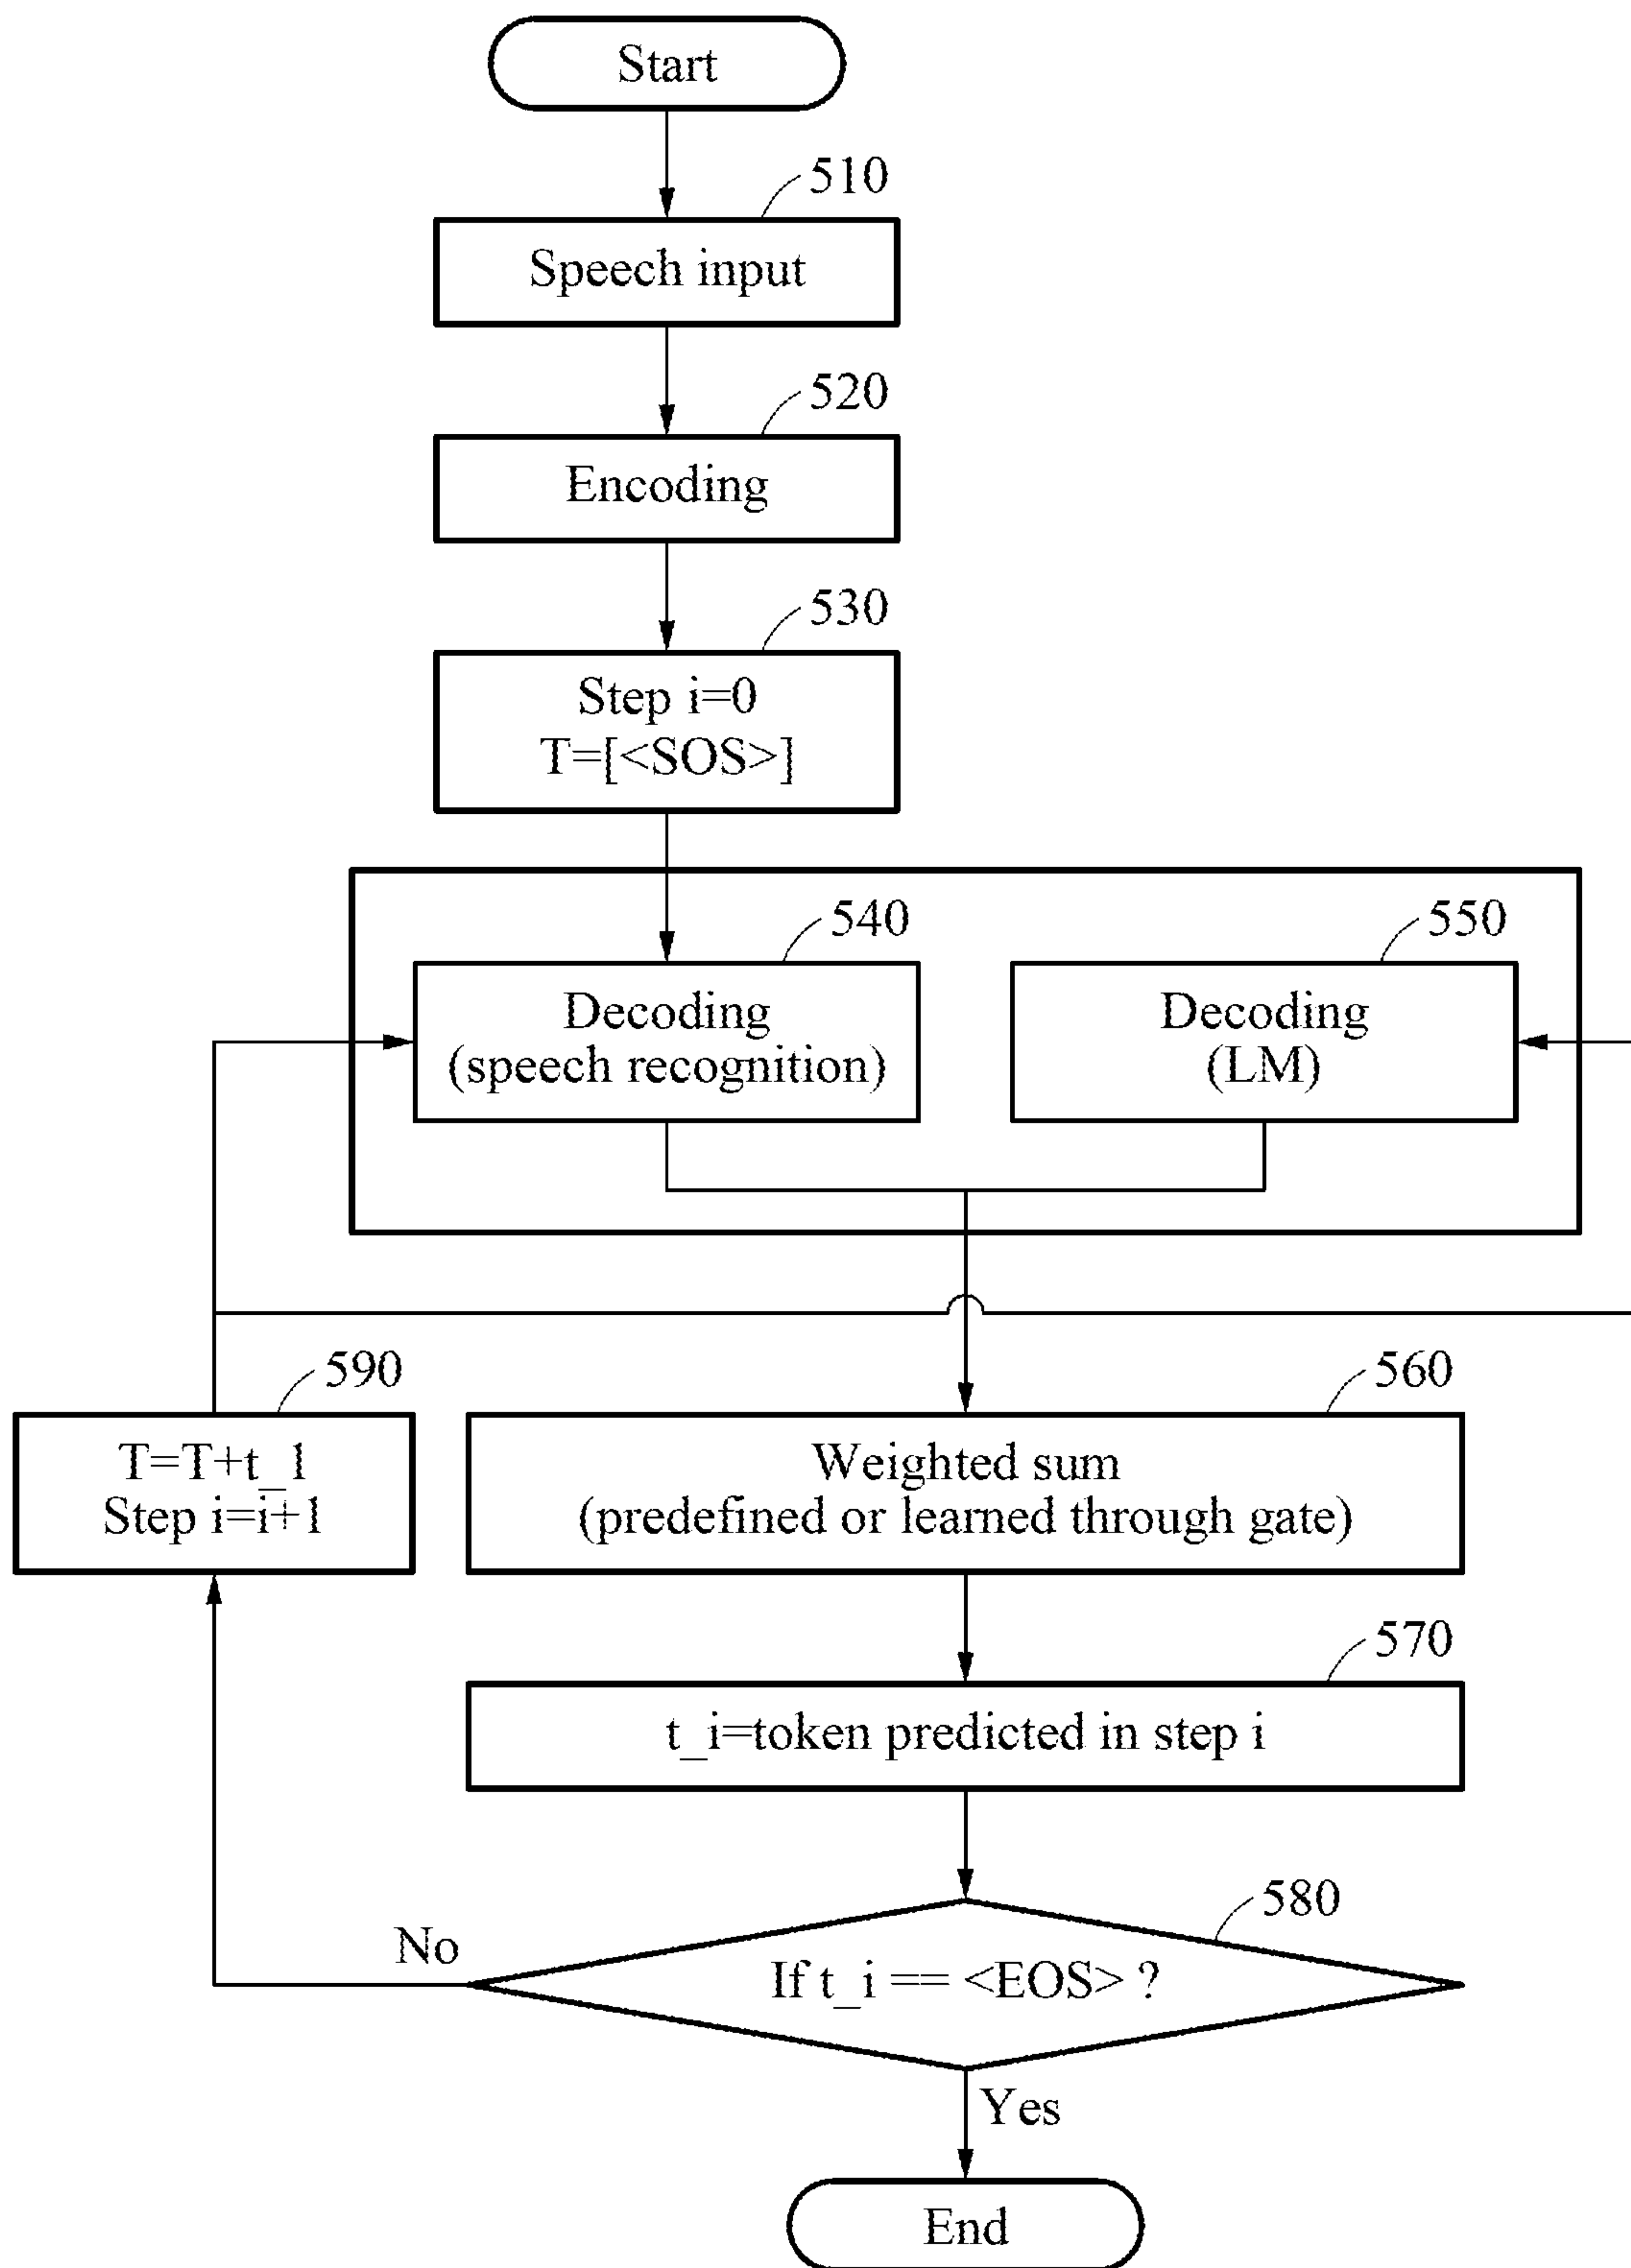 Start
510
Speech input
520
Encoding
530
Step i=0
T=[<SOS>]
540
Decoding
(speech recognition)
550
Decoding
(LM)
590
T=T+t_1
Step i=i+1
560
Weighted sum
(predefined or learned through gate)
570
t_i=token predicted in step i
580
If t_i == <EOS> ?
No
Yes
End